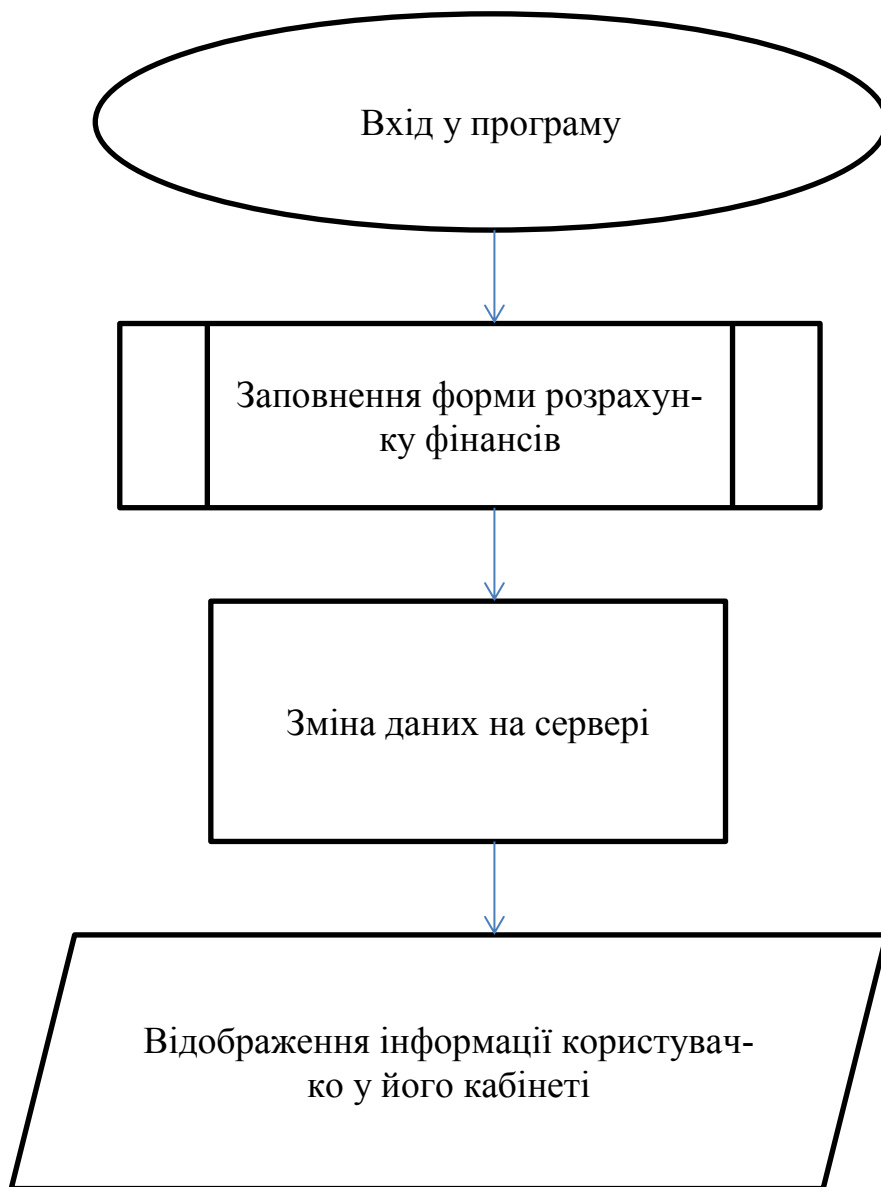 Вхід у програму
Заповнення форми розрахун-
ку фінансів
Зміна даних на сервері
Відображення інформації користувач-
ко у його кабінеті